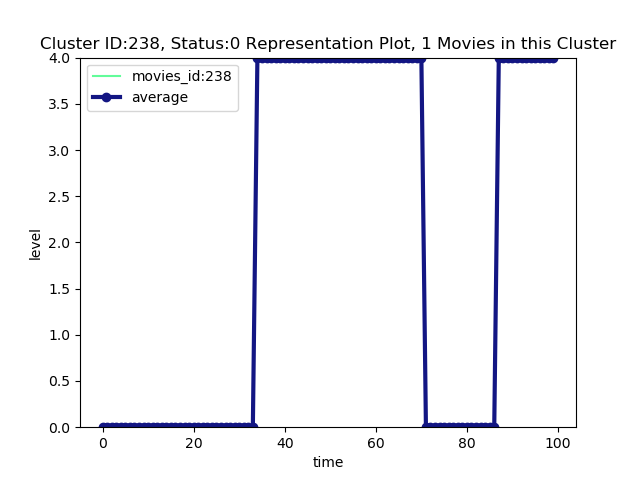 Cluster ID:238, Status:0 Representation Plot, 1 Movies in this Cluster
4.0
movies_id:238
average
3.5
3.0
2.5
2.0
level
1.5
1.0
0.5
0.0
0 20 40 60 80 100
time